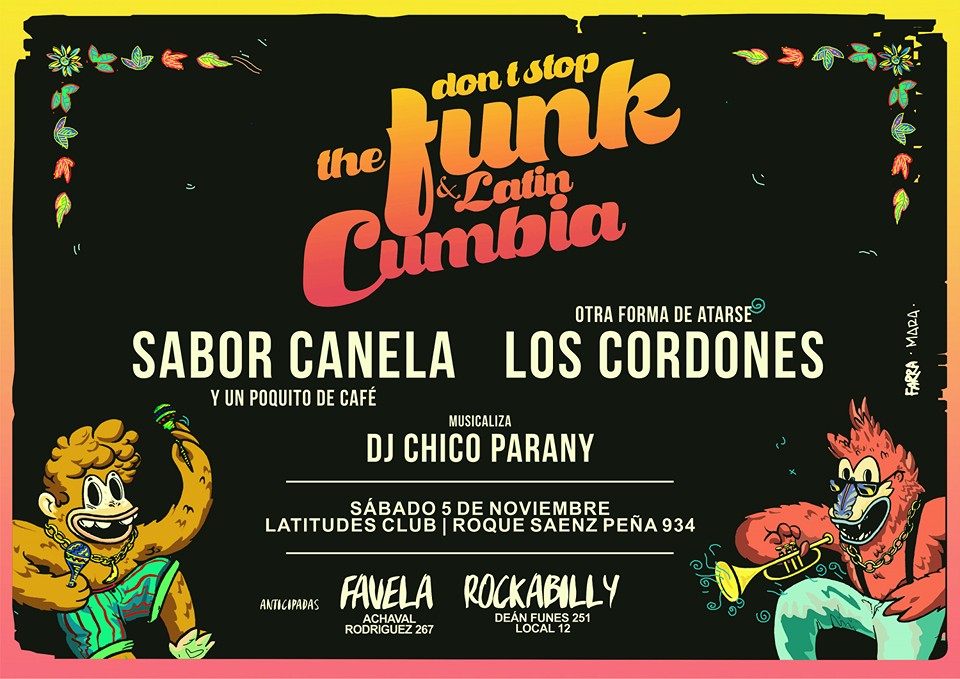 don't stop
the funk
& Latin
Cumbia
OTRA FORMA DE ATARSE
SABOR CANELA LOS CORDONES
Y UN POQUITO DE CAFÉ
MUSICALIZA
DJ CHICO PARANY
SÁBADO 5 DE NOVIEMBRE
LATITUDES CLUB | ROQUE SAENZ PEÑA 934
ANTICIPADAS FAVELA ROCKABILLY
ACHAVAL
RODRIGUEZ 267
DEÁN FUNES 251
LOCAL 12
FARRA · MARA ·